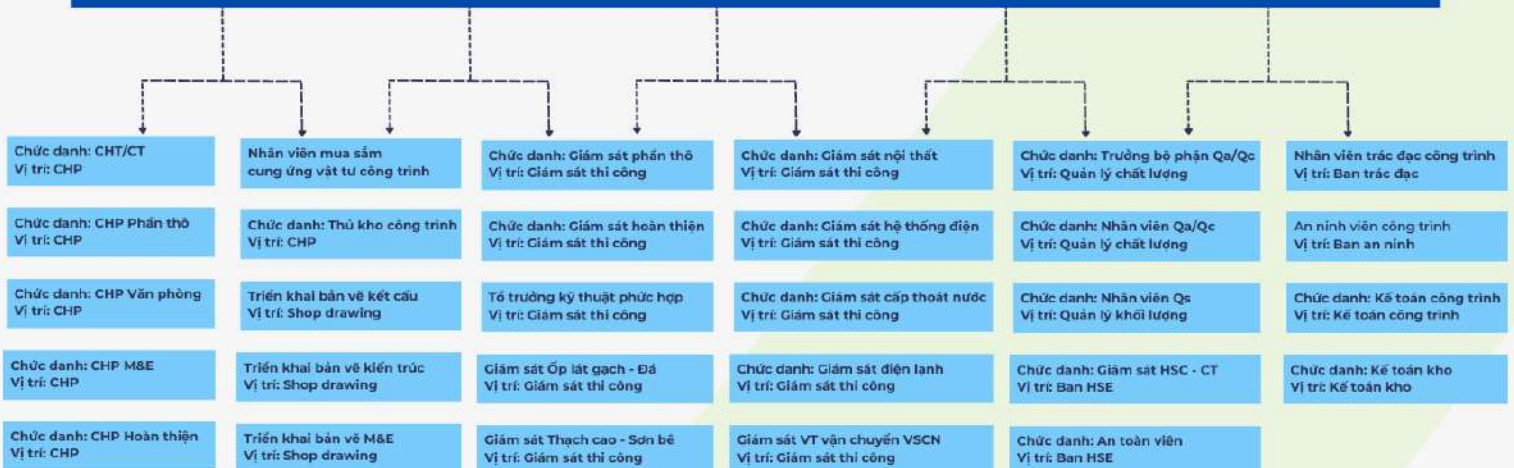 Chức danh: CHT/CT
Vị trí: CHP
Chức danh: CHP Phần thô
Vị trí: CHP
Chức danh: CHP Văn phòng
Vị trí: CHP
Chức danh: CHP M&E
Vị trí: CHP
Chức danh: CHP Hoàn thiện
Vị trí: CHP
Nhân viên mua sắm
cung ứng vật tư công trình
Chức danh: Thủ kho công trình
Vị trí: CHP
Triển khai bản vẽ kết cấu
Vị trí: Shop drawing
Triển khai bản vẽ kiến trúc
Vị trí: Shop drawing
Triển khai bản vẽ M&E
Vị trí: Shop drawing
Chức danh: Giám sát phần thô
Vị trí: Giám sát thi công
Chức danh: Giám sát hoàn thiện
Vị trí: Giám sát thi công
Tổ trưởng kỹ thuật phức hợp
Vị trí: Giám sát thi công
Giám sát Ốp lát gạch - Đá
Vị trí: Giám sát thi công
Giám sát Thạch cao - Sơn bê
Vị trí: Giám sát thi công
Chức danh: Giám sát nội thất
Vị trí: Giám sát thi công
Chức danh: Giám sát hệ thống điện
Vị trí: Giám sát thi công
Chức danh: Giám sát cấp thoát nước
Vị trí: Giám sát thi công
Chức danh: Giám sát điện lạnh
Vị trí: Giám sát thi công
Giám sát VT vận chuyển VSCN
Vị trí: Giám sát thi công
Chức danh: Trưởng bộ phận Qa/Qc
Vị trí: Quản lý chất lượng
Chức danh: Nhân viên Qa/Qc
Vị trí: Quản lý chất lượng
Chức danh: Nhân viên Qs
Vị trí: Quản lý khối lượng
Chức danh: Giám sát HSC - CT
Vị trí: Ban HSE
Chức danh: An toàn viên
Vị trí: Ban HSE
Nhân viên trác đạc công trình
Vị trí: Ban trác đạc
An ninh viên công trình
Vị trí: Ban an ninh
Chức danh: Kế toán công trình
Vị trí: Kế toán công trình
Chức danh: Kế toán kho
Vị trí: Kế toán kho